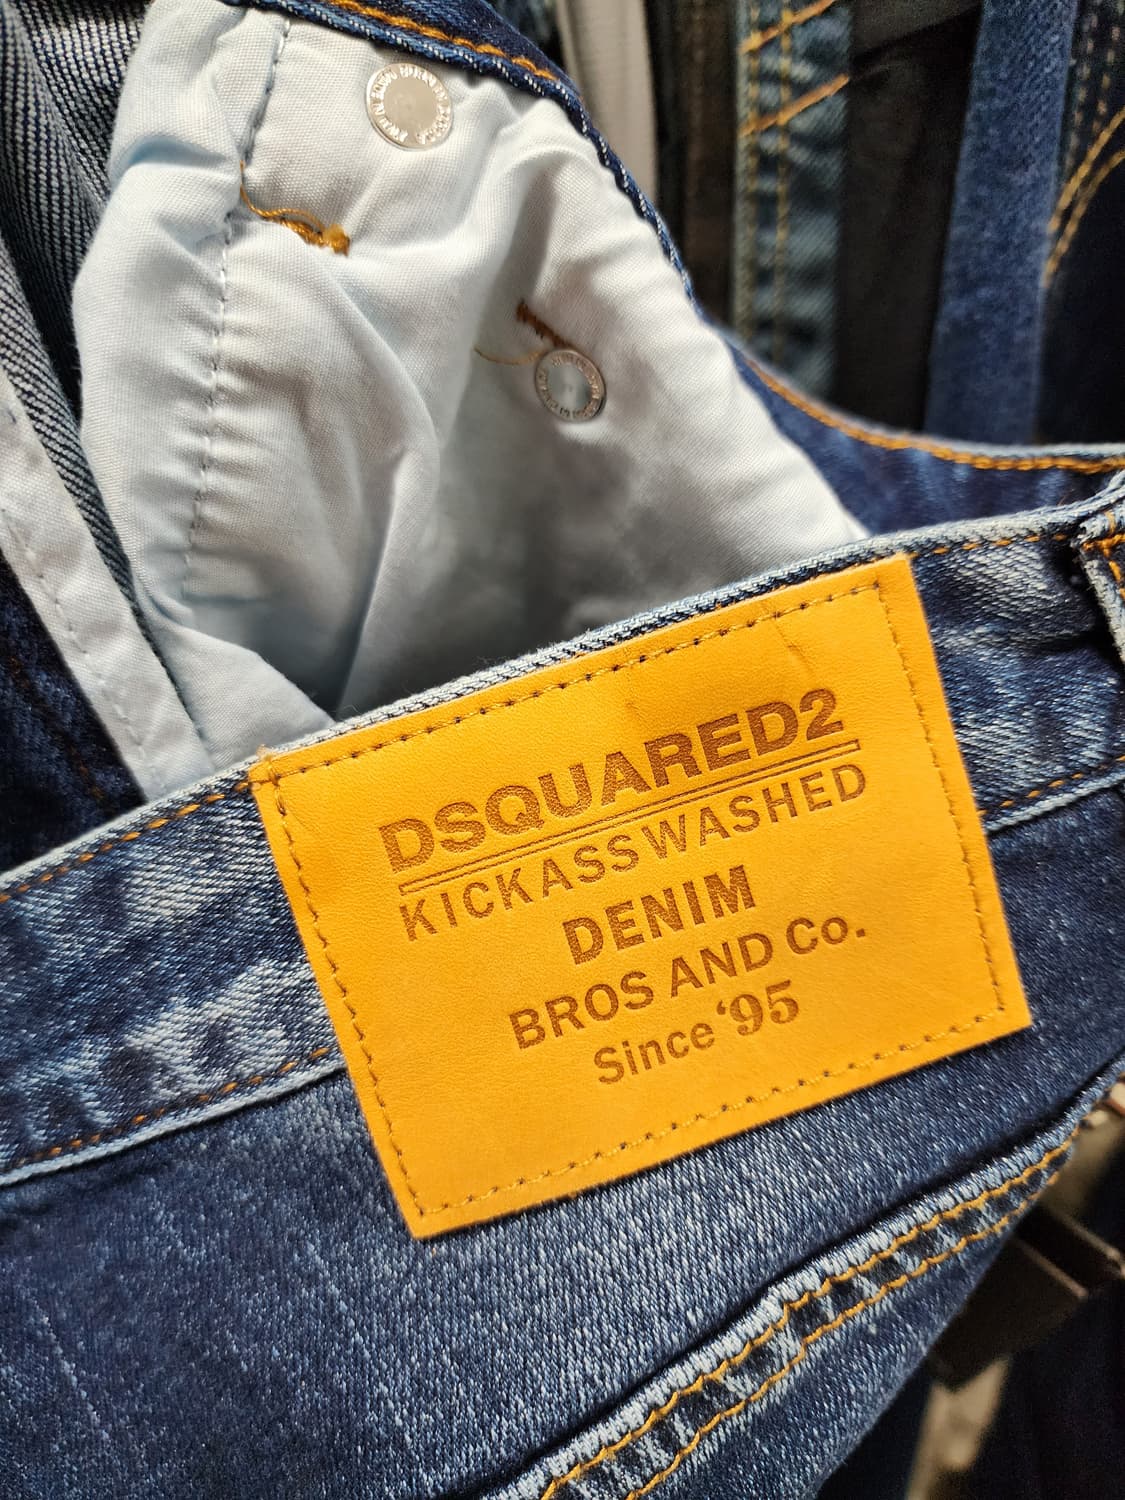 DSQUARED2
KICKASSWASHED
DENIM
BROS AND Co.
Since ‘95